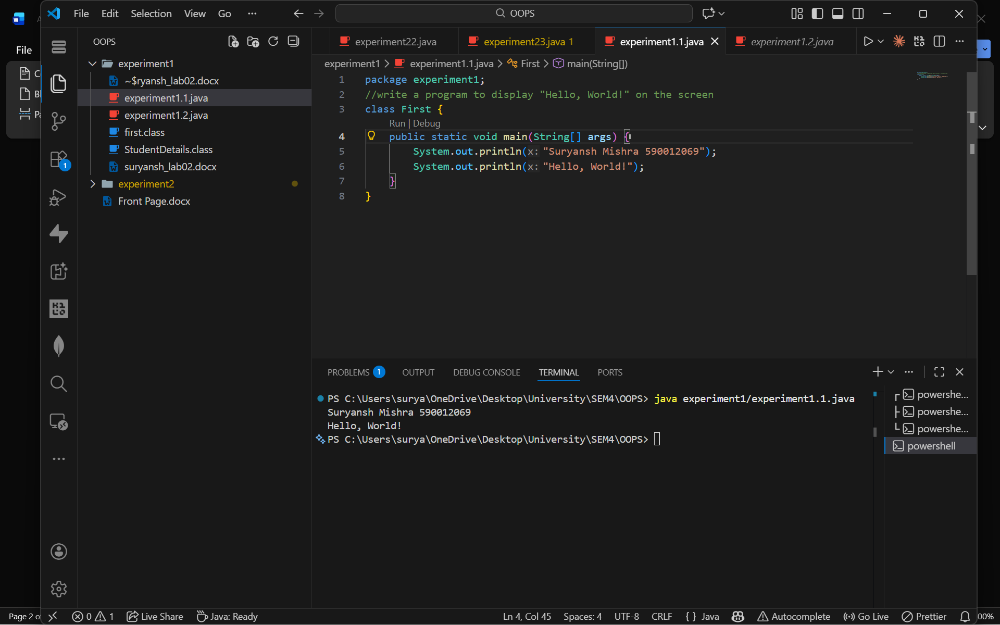 File Edit Selection View Go ··· OOPS
File
OOPS
experiment22.java experiment23.java 1 experiment1.1.java experiment1.2.java
experiment1 > experiment1.1.java > First > main(String[])
experiment1
~$ryansh_lab02.docx
experiment1.1.java
experiment1.2.java
first.class
StudentDetails.class
suryansh_lab02.docx
experiment2
Front Page.docx
1
1 package experiment1;
2 //write a program to display "Hello, World!" on the screen
3 class First {
Run | Debug
4 public static void main(String[] args) {
5 System.out.println(x: "Suryansh Mishra 590012069");
6 System.out.println(x: "Hello, World!");
7 }
8 }
PROBLEMS 1 OUTPUT DEBUG CONSOLE TERMINAL PORTS
PS C:\Users\surya\OneDrive\Desktop\University\SEM4\OOPS> java experiment1/experiment1.1.java
Suryansh Mishra 590012069
Hello, World!
PS C:\Users\surya\OneDrive\Desktop\University\SEM4\OOPS>
powershe...
powershe...
powershe...
powershell
Page 2 0 1 Live Share Java: Ready Ln 4, Col 45 Spaces: 4 UTF-8 CRLF { } Java Autocomplete Go Live Prettier 00%